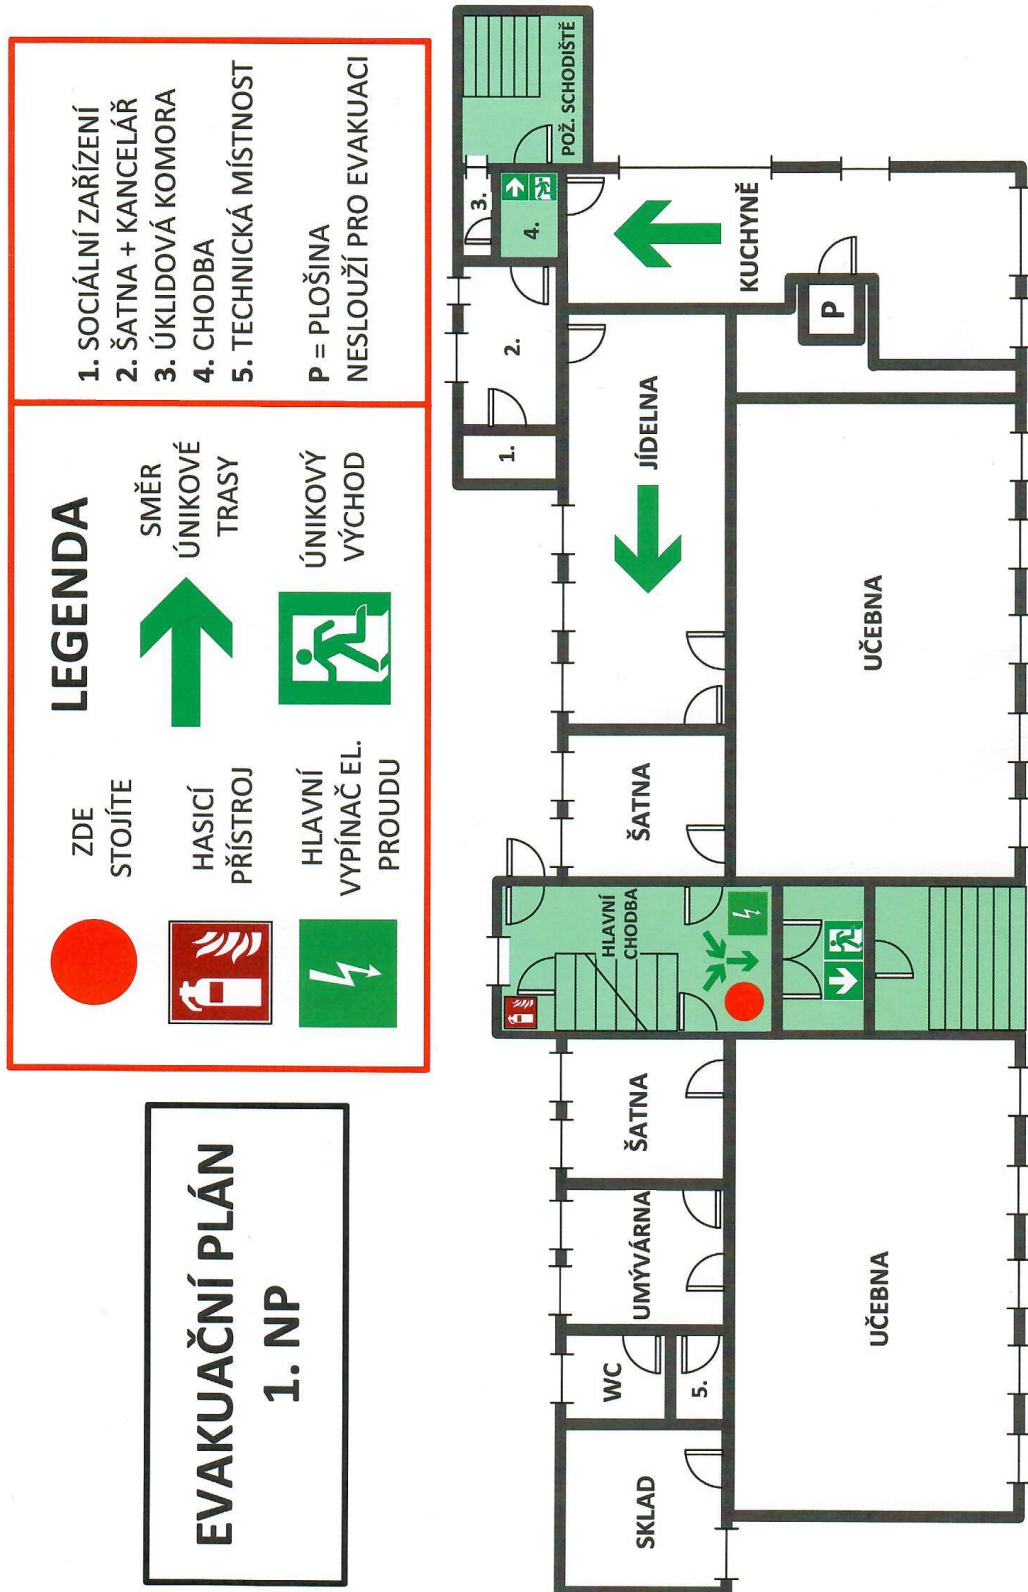 EVAKUAČNÍ PLÁN
1. NP
LEGENDA
ZDE
STOJÍTE
SMĚR
ÚNIKOVÉ
TRASY
HASICÍ
PŘÍSTROJ
HLAVNÍ
VYPÍNAČ EL.
PROUDU
ÚNIKOVÝ
VÝCHOD
1. SOCIÁLNÍ ZAŘÍZENÍ
2. ŠATNA + KANCELÁŘ
3. ÚKLIDOVÁ KOMORA
4. CHODBA
5. TECHNICKÁ MÍSTNOST
P = PLOŠINA
NESLOUŽÍ PRO EVAKUACI
POŽ. SCHODIŠTĚ
3.
4.
2.
1.
KUCHYNĚ
P
JÍDELNA
UČEBNA
ŠATNA
HLAVNÍ
CHODBA
ŠATNA
UMÝVÁRNA
WC
5.
SKLAD
UČEBNA